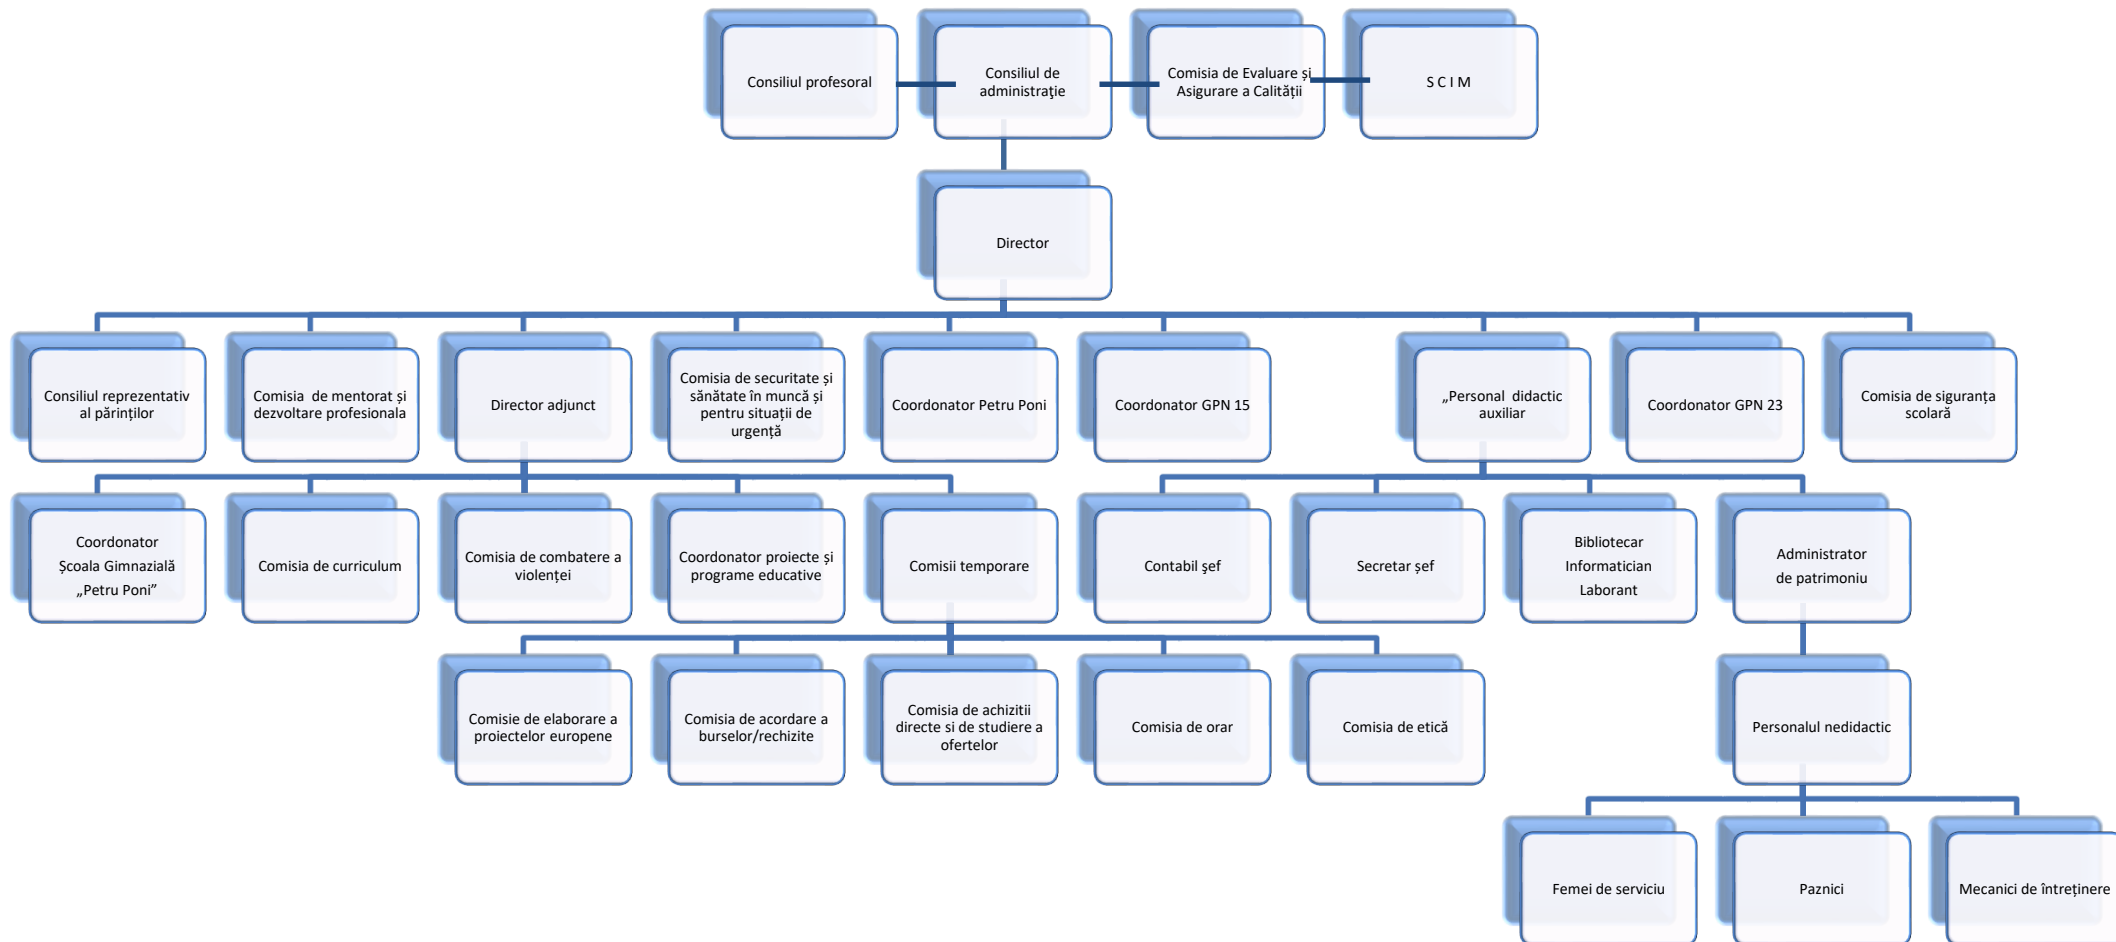 Consiliul profesoral
Consiliul de
administraţie
Comisia de Evaluare și
Asigurare a Calității
S C I M
Director
Consiliul reprezentativ
al părinților
Comisia de mentorat și
dezvoltare profesionala
Director adjunct
Comisia de securitate și
sănătate în muncă și
pentru situații de
urgență
Coordonator Petru Poni
Coordonator GPN 15
„Personal didactic
auxiliar
Coordonator GPN 23
Comisia de siguranța
scolară
Coordonator
Școala Gimnazială
„Petru Poni”
Comisia de curriculum
Comisia de combatere a
violenței
Coordonator proiecte și
programe educative
Comisii temporare
Contabil şef
Secretar șef
Bibliotecar
Informatician
Laborant
Administrator
de patrimoniu
Comisie de elaborare a
proiectelor europene
Comisia de acordare a
burselor/rechizite
Comisia de achizitii
directe si de studiere a
ofertelor
Comisia de orar
Comisia de etică
Personalul nedidactic
Femei de serviciu
Paznici
Mecanici de întreținere